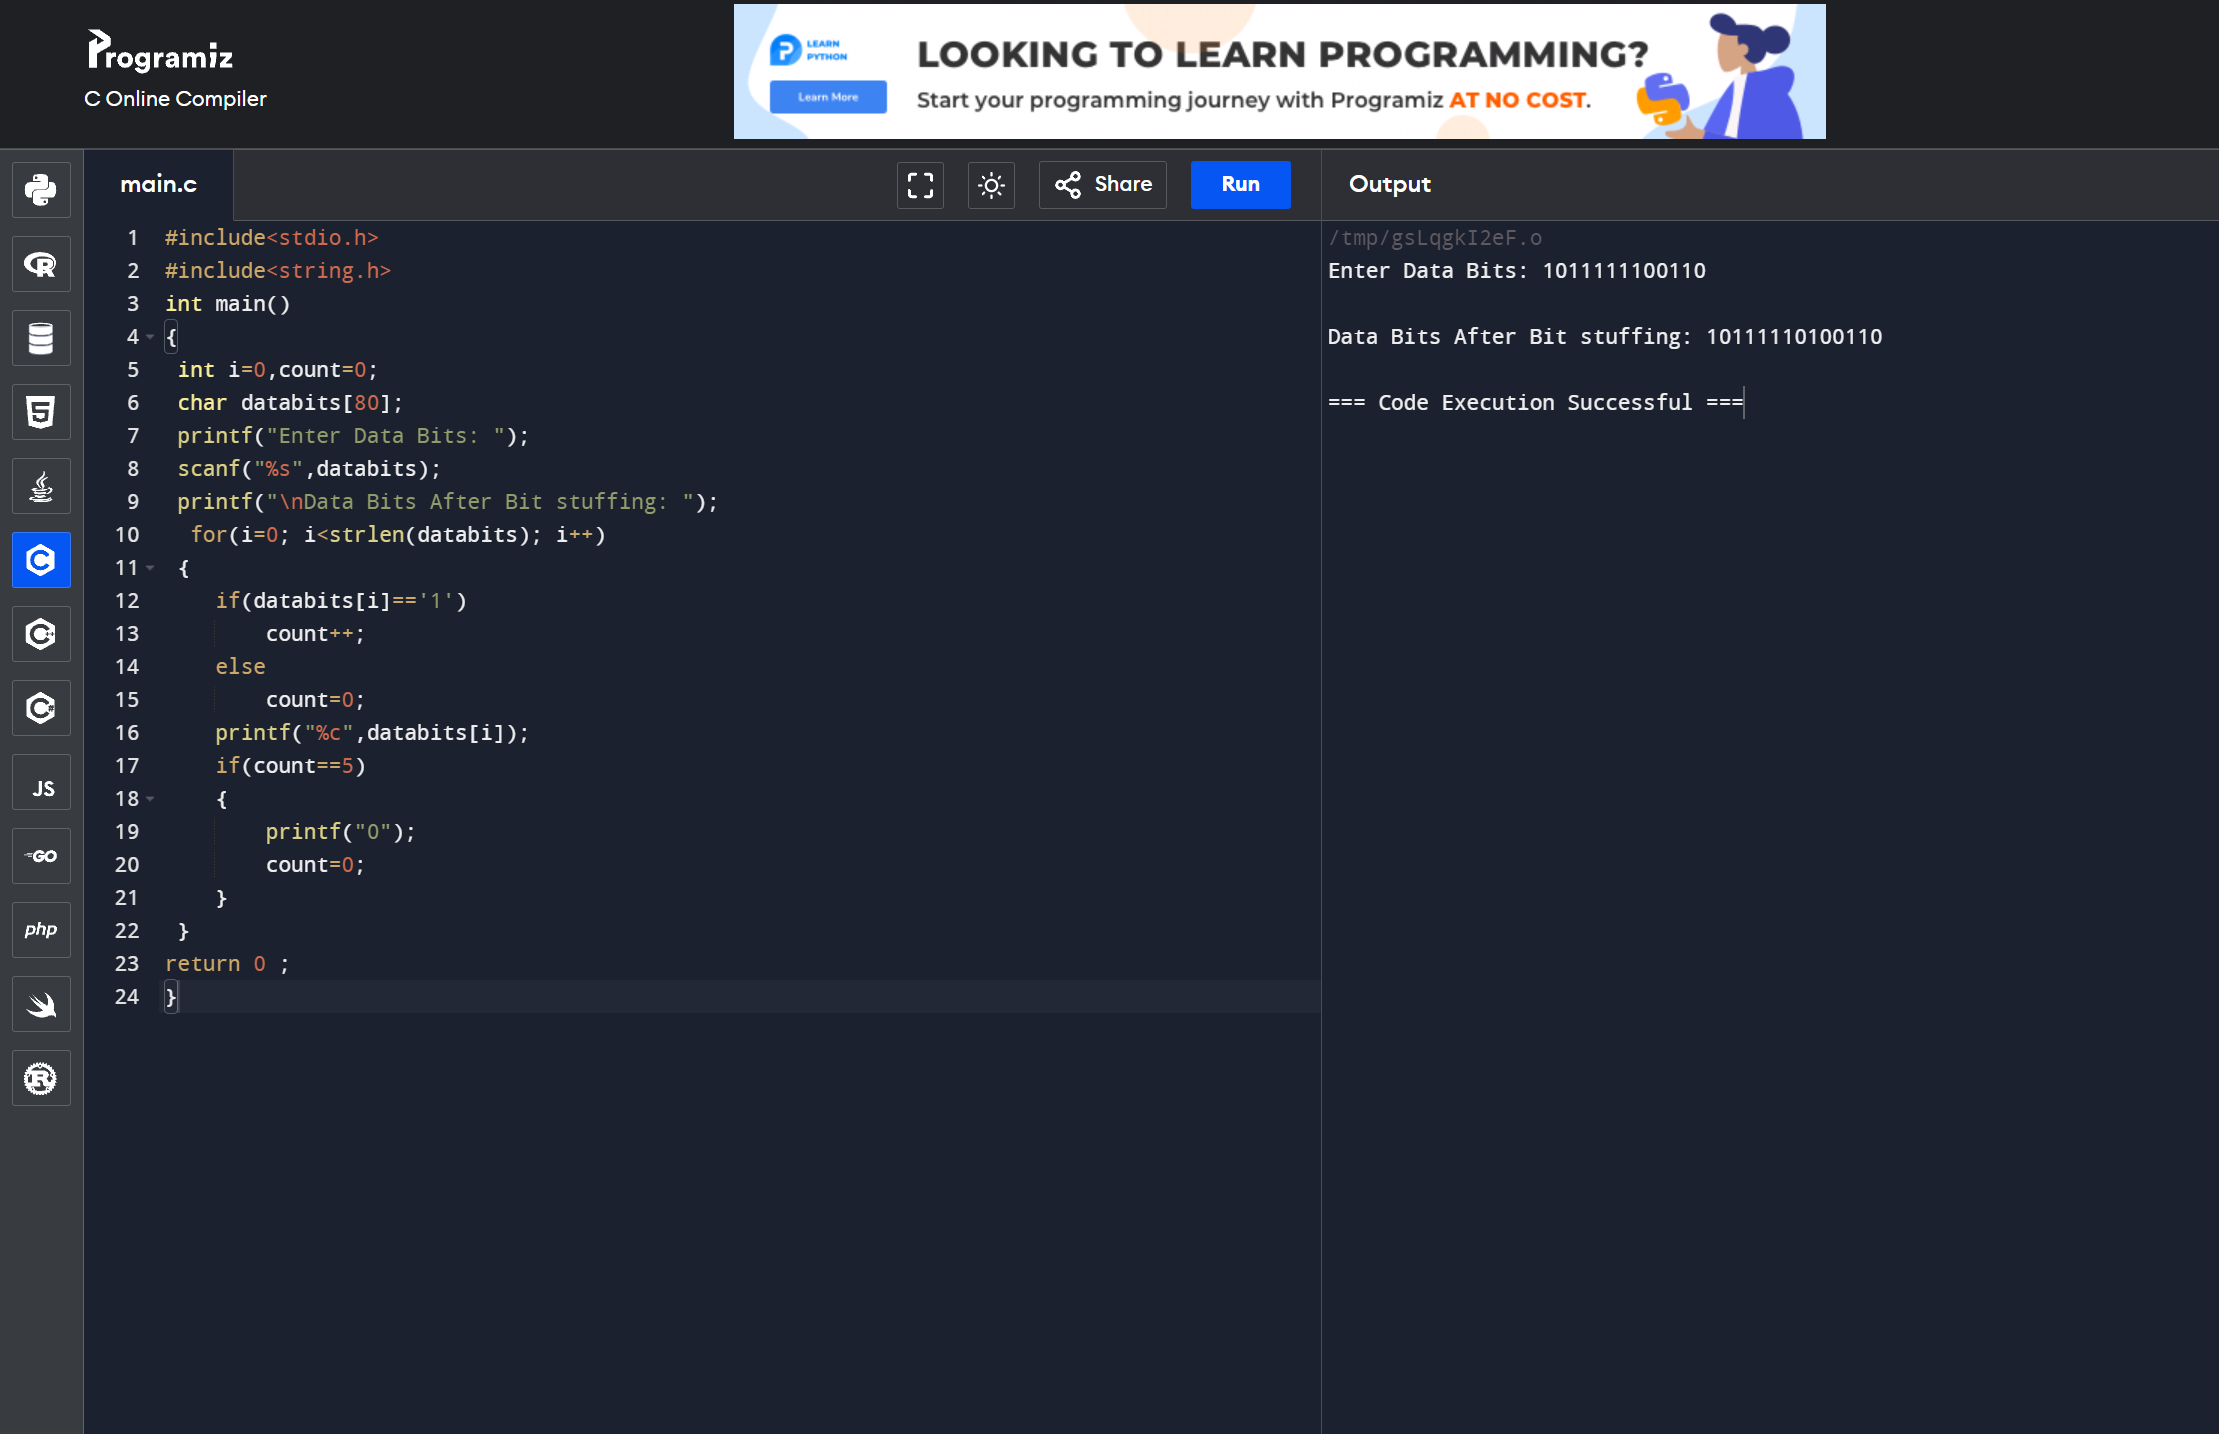 Programiz
C Online Compiler
LEARN
PYTHON
Learn More
LOOKING TO LEARN PROGRAMMING?
Start your programming journey with Programiz AT NO COST.
main.c
Share
Run
Output
1 #include<stdio.h>
2 #include<string.h>
3 int main()
4 {
5 int i=0,count=0;
6 char databits[80];
7 printf("Enter Data Bits: ");
8 scanf("%s",databits);
9 printf("\nData Bits After Bit stuffing: ");
10 for(i=0; i<strlen(databits); i++)
11 {
12 if(databits[i]=='1')
13 count++;
14 else
15 count=0;
16 printf("%c",databits[i]);
17 if(count==5)
18 {
19 printf("0");
20 count=0;
21 }
22 }
23 return 0 ;
24 }
/tmp/gsLqgkI2eF.o
Enter Data Bits: 1011111100110
Data Bits After Bit stuffing: 10111110100110
=== Code Execution Successful ===
R
5
C
C++
C#
JS
GO
php
R